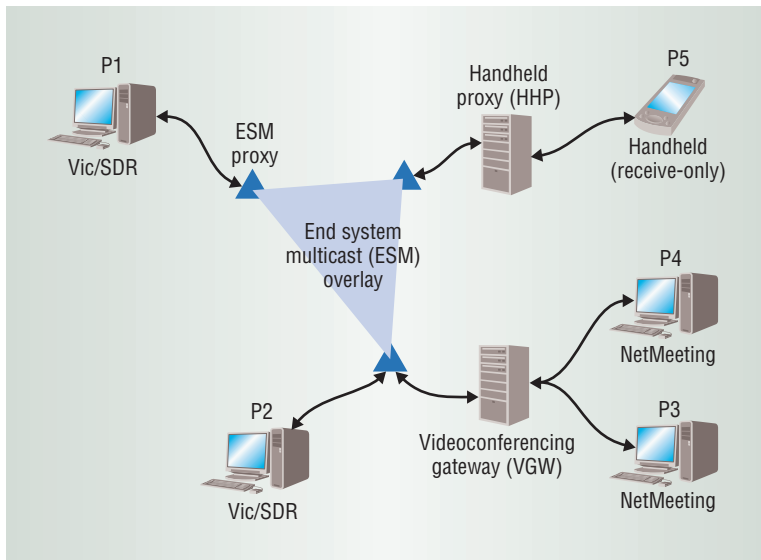 P1
Vic/SDR
ESM
proxy
Handheld
proxy (HHP)
P5
Handheld
(receive-only)
End system
multicast (ESM)
overlay
P4
NetMeeting
P2
Vic/SDR
Videoconferencing
gateway (VGW)
P3
NetMeeting